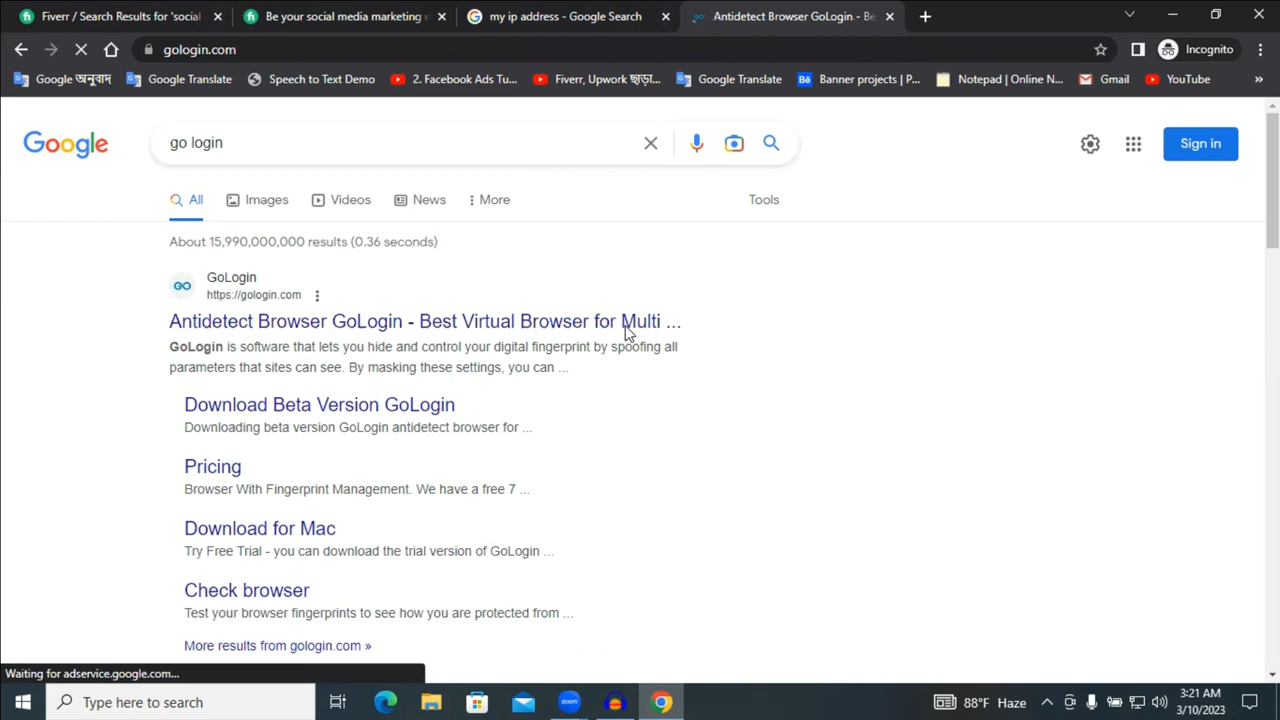 Fiverr / Search Results for 'social
Be your social media marketing m
my ip address - Google Search
Antidetect Browser GoLogin - Be
gologin.com
Incognito
Google অনুবাদ
Google Translate
Speech to Text Demo
2. Facebook Ads Tu...
Fiverr, Upwork ছাড়া...
Google Translate
Banner projects | P...
Notepad | Online N...
Gmail
YouTube
Google
go login
Sign in
All
Images
Videos
News
More
Tools
About 15,990,000,000 results (0.36 seconds)
GoLogin
https://gologin.com
Antidetect Browser GoLogin - Best Virtual Browser for Multi ...
GoLogin is software that lets you hide and control your digital fingerprint by spoofing all
parameters that sites can see. By masking these settings, you can ...
Download Beta Version GoLogin
Downloading beta version GoLogin antidetect browser for ...
Pricing
Browser With Fingerprint Management. We have a free 7 ...
Download for Mac
Try Free Trial - you can download the trial version of GoLogin ...
Check browser
Test your browser fingerprints to see how you are protected from ...
More results from gologin.com »
Waiting for adservice.google.com...
Type here to search
zoom
88°F Haze
3:21 AM
3/10/2023